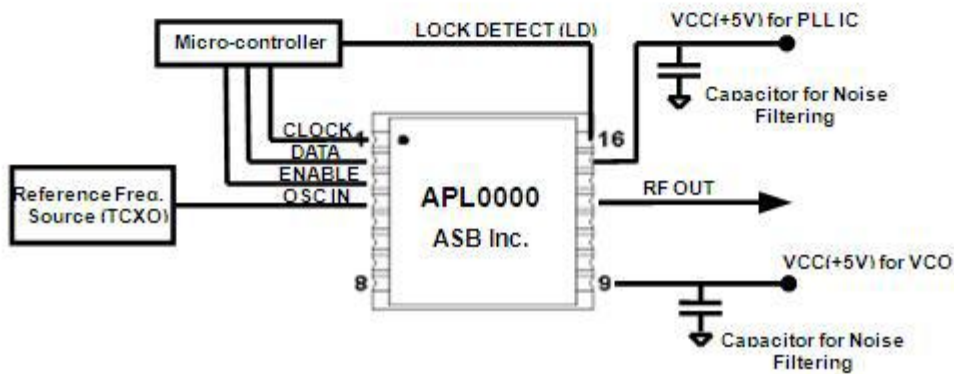 Micro-controller
LOCK DETECT (LD)
VCC(+5V) for PLL IC
Capacitor for Noise
Filtering
CLOCK
1
16
DATA
ENABLE
OSC IN
Reference Freq.
Source (TCXO)
APL0000
ASB Inc.
RF OUT
8
9
VCC(+5V) for VCO
Capacitor for Noise
Filtering